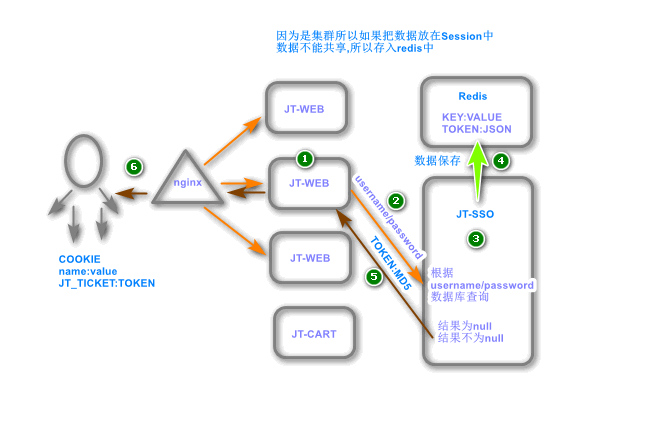 因为是集群所以如果把数据放在Session中
数据不能共享,所以存入redis中
Redis
KEY:VALUE
TOKEN:JSON
JT-WEB
数据保存
4
6
1
nginx
JT-WEB
2
username/password
JT-SSO
3
TOKEN:MD5
5
JT-WEB
COOKIE
name:value
JT_TICKET:TOKEN
根据
username/password
数据库查询
JT-CART
结果为null
结果不为null